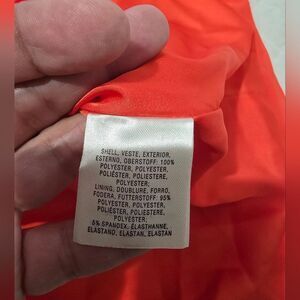 SHELL, VESTE, EXTERIOR,
ESTERNO, OBERSTOFF: 100%
POLYESTER, POLYESTER,
POLIÉSTER, POLIESTERE,
POLYESTER;
LINING, DOUBLURE, FORRO,
FODERA, FUTTERSTOFF: 95%
POLYESTER, POLYESTER,
POLIÉSTER, POLIESTERE,
POLYESTER,
5% SPANDEX, ÉLASTHANNE,
ELASTANO, ELASTAN, ELASTAN